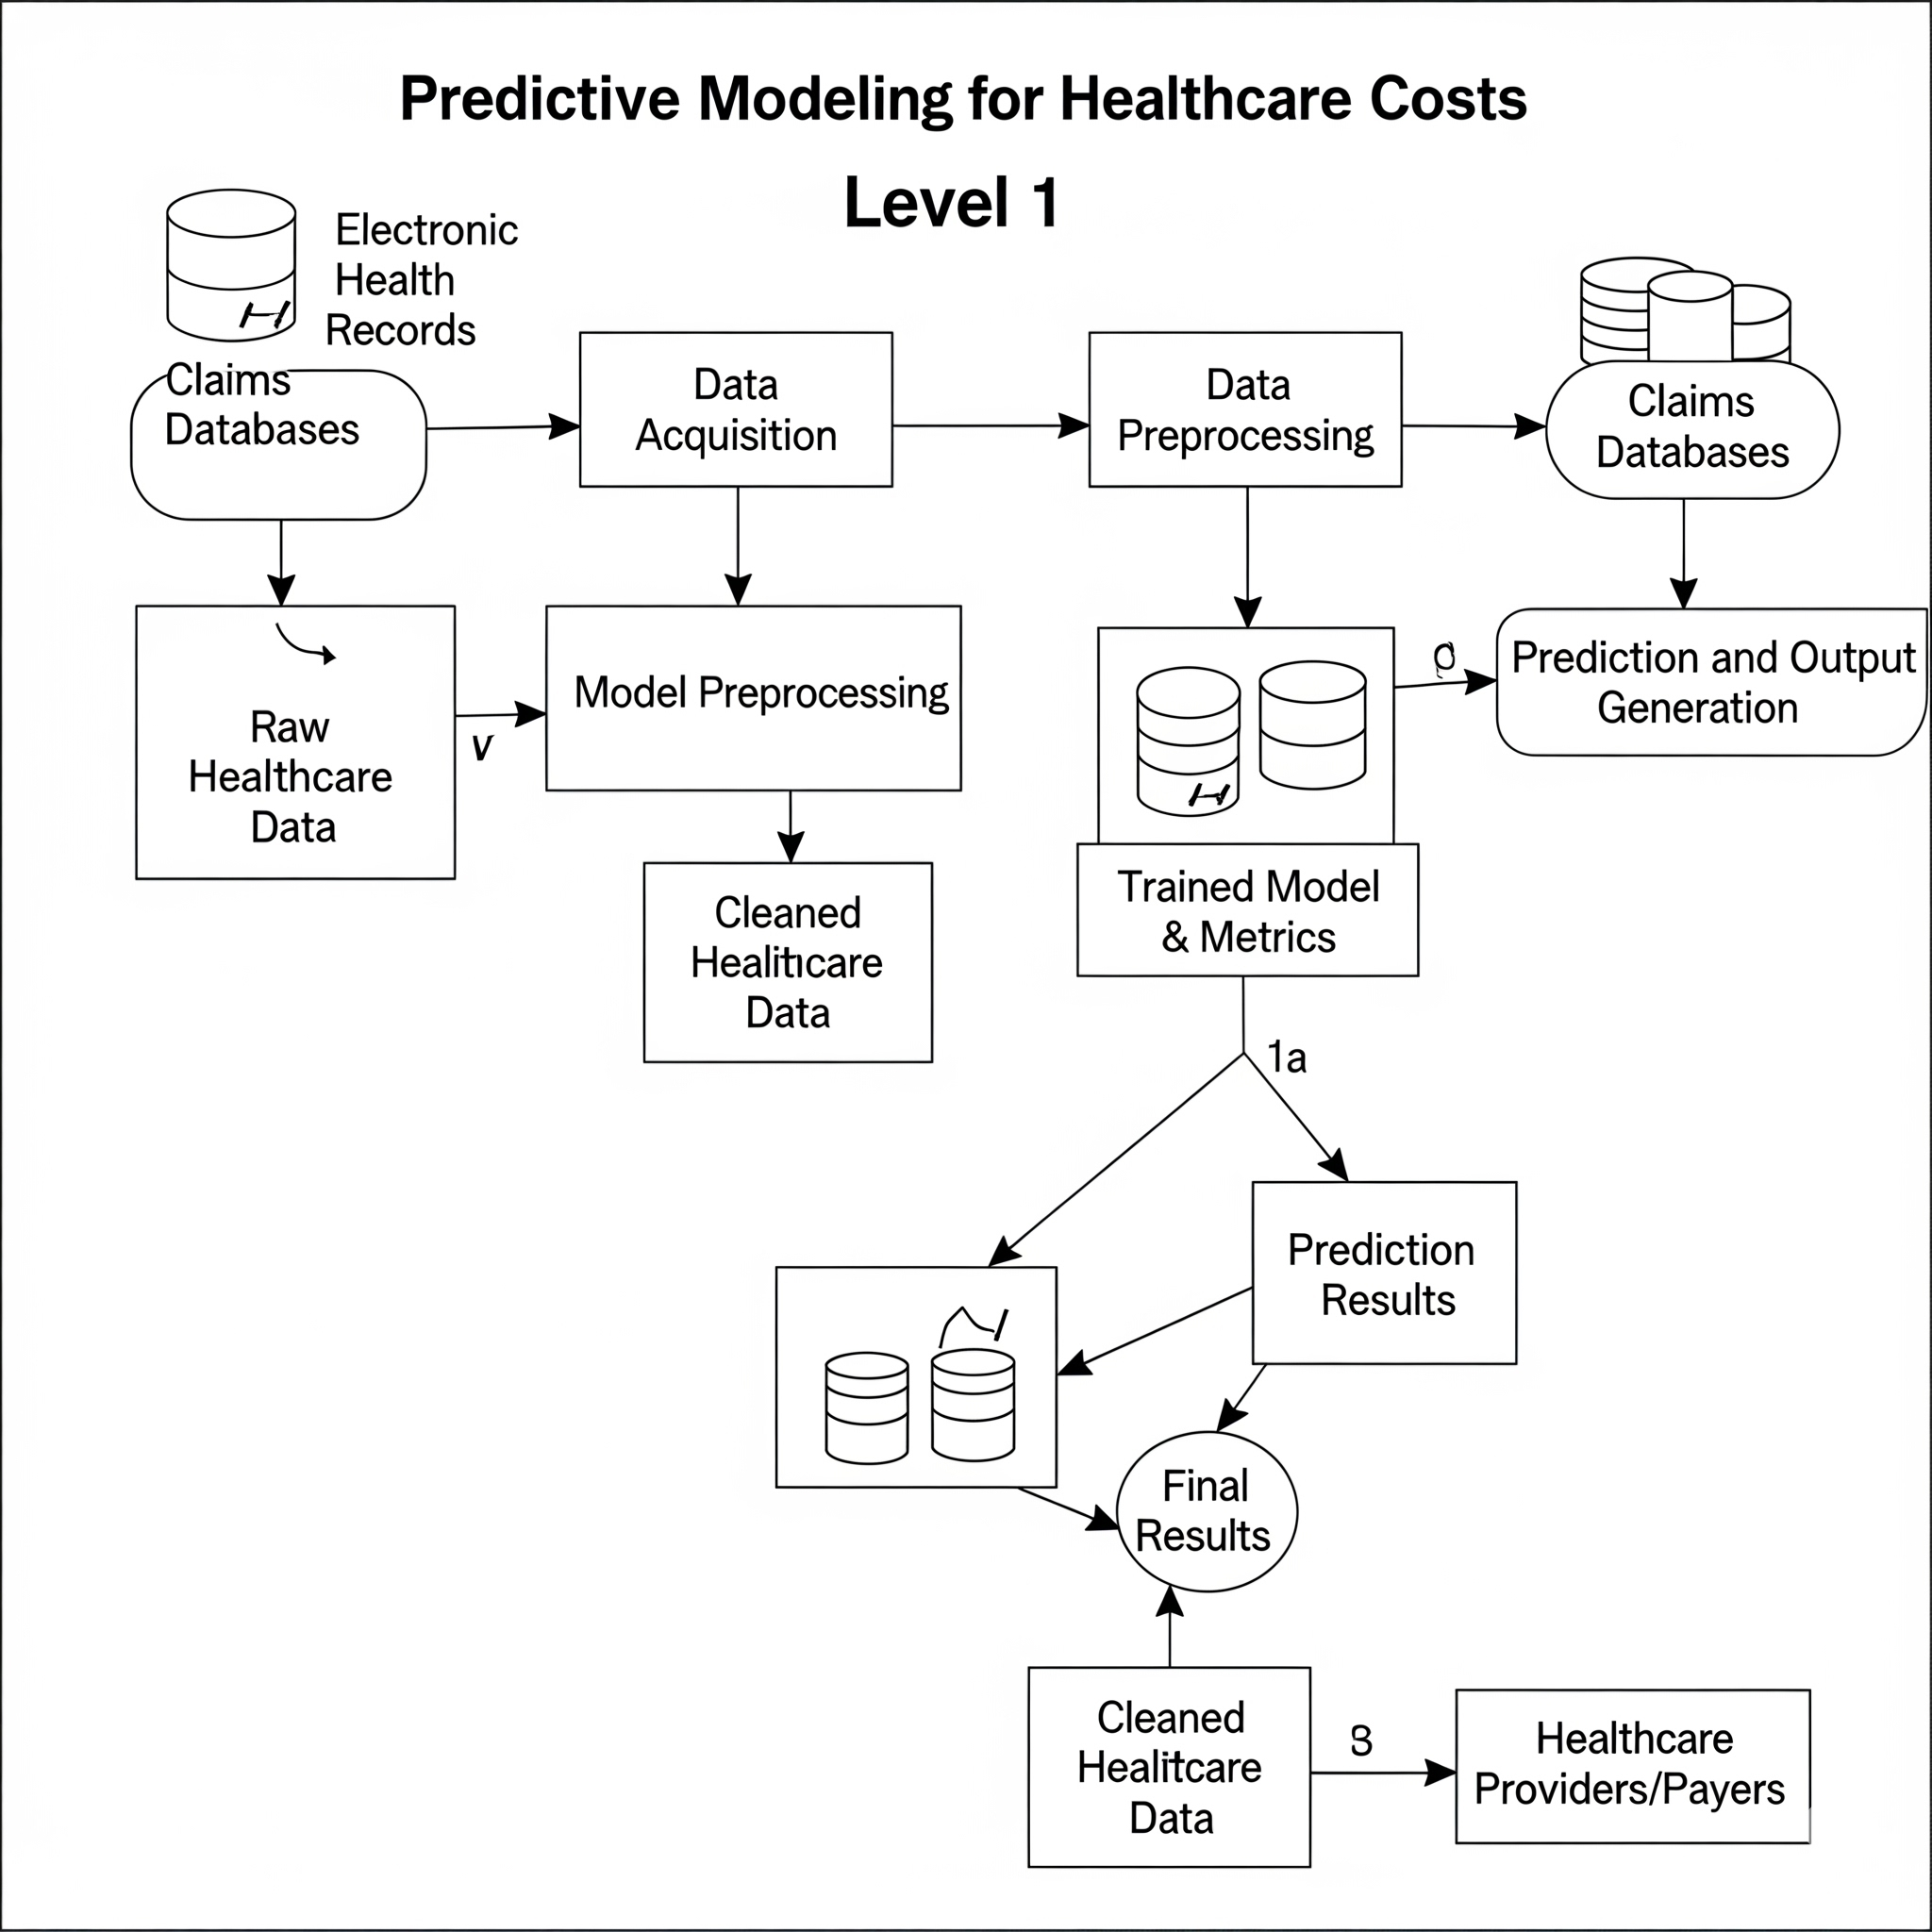 Predictive Modeling for Healthcare Costs
Level 1
Electronic
Health
Records
Claims
Databases
Data
Acquisition
Data
Preprocessing
Claims
Databases
Raw
Healthcare
Data
V
Model Preprocessing
Prediction and Output
Generation
Cleaned
Healitcare
Data
Trained Model
& Metrics
1a
Prediction
Results
Final
Results
Cleaned
Healitcare
Data
Healthcare
Providers/Payers